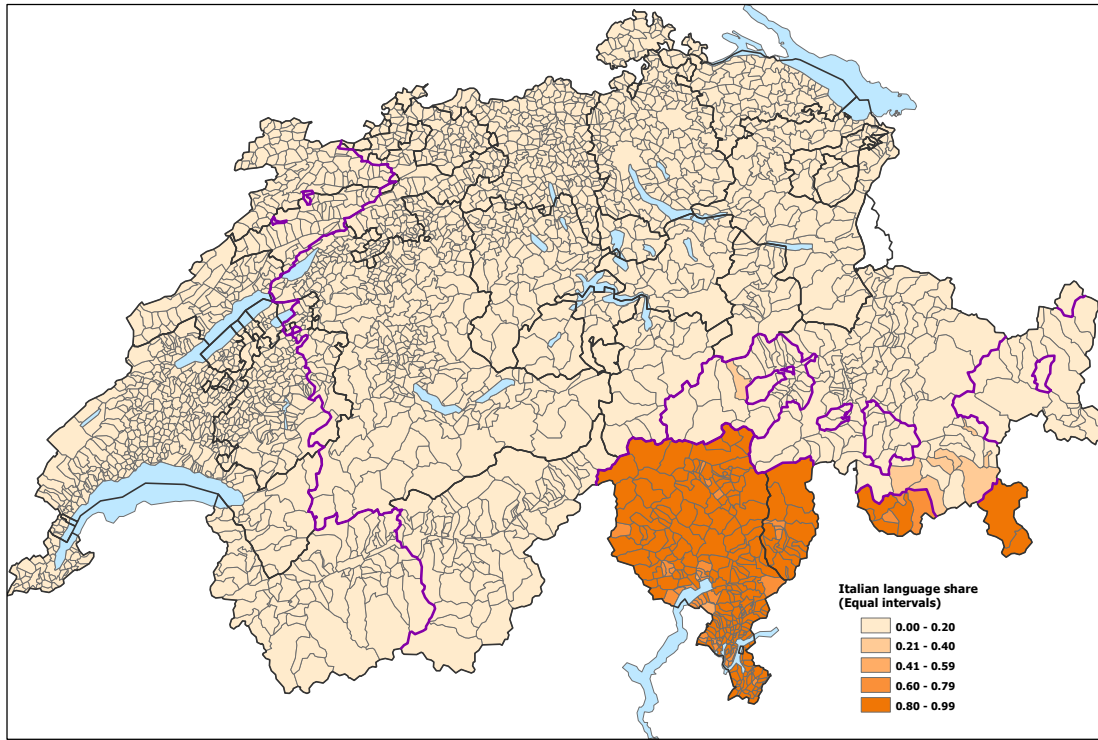 Italian language share
(Equal intervals)
0.00 - 0.20
0.21 - 0.40
0.41 - 0.59
0.60 - 0.79
0.80 - 0.99